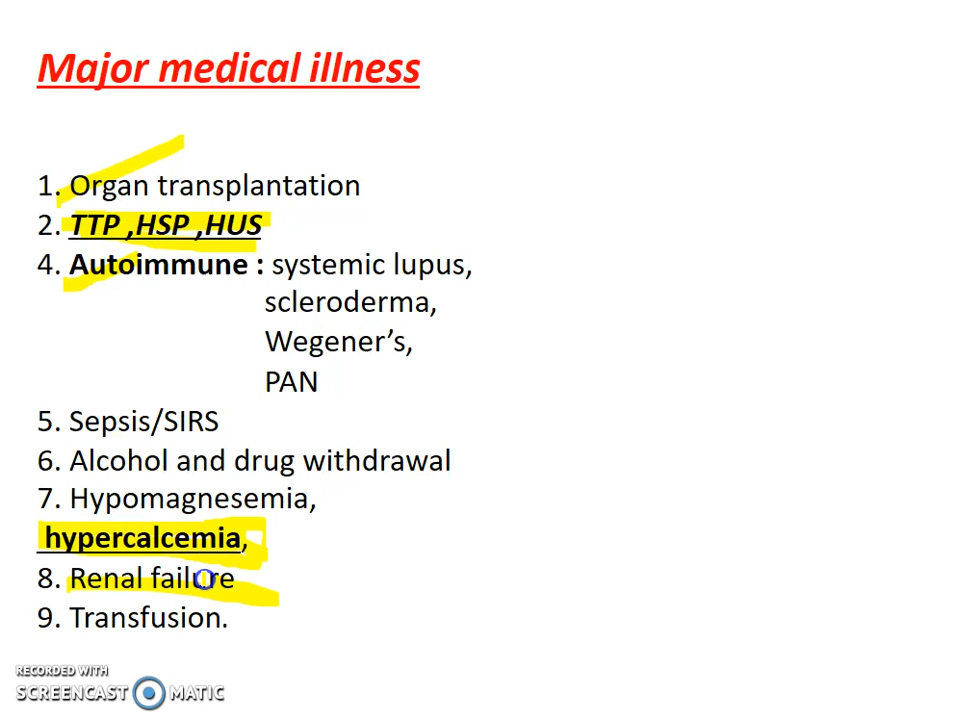 Major medical illness
1. Organ transplantation
2. TTP ,HSP ,HUS
4. Autoimmune : systemic lupus,
scleroderma,
Wegener’s,
PAN
5. Sepsis/SIRS
6. Alcohol and drug withdrawal
7. Hypomagnesemia,
hypercalcemia,
8. Renal failure
9. Transfusion.
RECORDED WITH
SCREENCAST MATIC